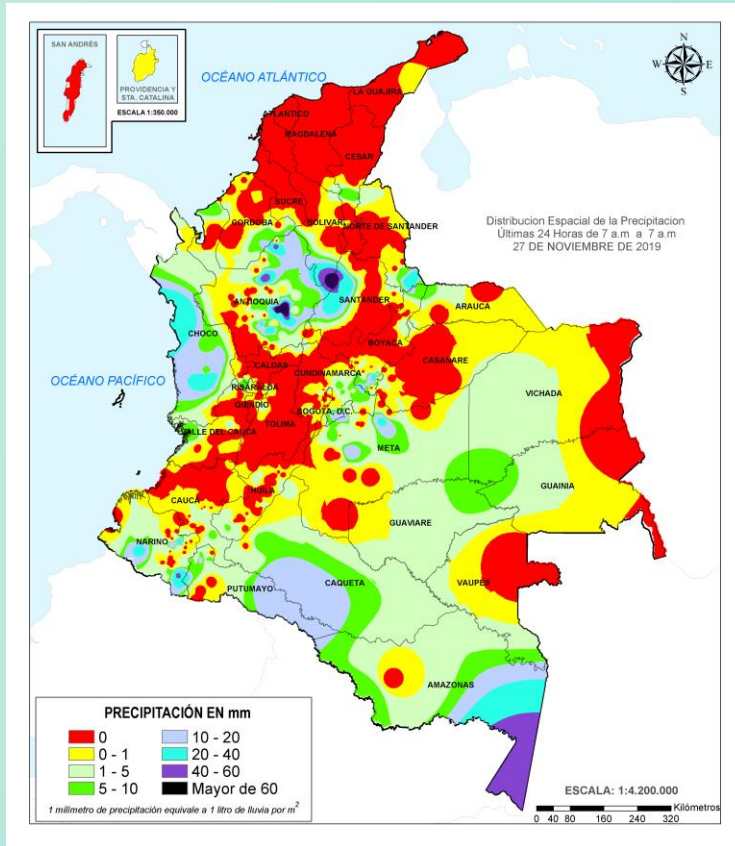 SAN ANDRÉS
PROVIDENCIA Y
STA. CATALINA
ESCALA 1:350.000
OCÉANO ATLÁNTICO
N
W E
S
LA GUAJIRA
ATLANTICO
MAGDALENA
CESAR
SUCRE
CORDOBA
BOLIVAR
NORTE DE SANTANDER
Distribucion Espacial de la Precipitacion
Últimas 24 Horas de 7 a.m a 7 a.m
27 DE NOVIEMBRE DE 2019
ANTIOQUIA
SANTANDER
ARAUCA
CHOCO
BOYACA
CASANARE
OCÉANO PACÍFICO
CALDAS
CUNDINAMARCA
RISARALDA
QUINDIO
BOGOTA, D.C.
VICHADA
TOLIMA
VALLE DEL CAUCA
META
GUAINIA
HUILA
CAUCA
GUAVIARE
NARIÑO
PUTUMAYO
CAQUETA
VAUPES
AMAZONAS
PRECIPITACIÓN EN mm
0
0 - 1
1 - 5
5 - 10
10 - 20
20 - 40
40 - 60
Mayor de 60
1 milimetro de precipitación equivale a 1 litro de lluvia por m²
ESCALA: 1:4.200.000
Kilómetros
0 40 80 160 240 320